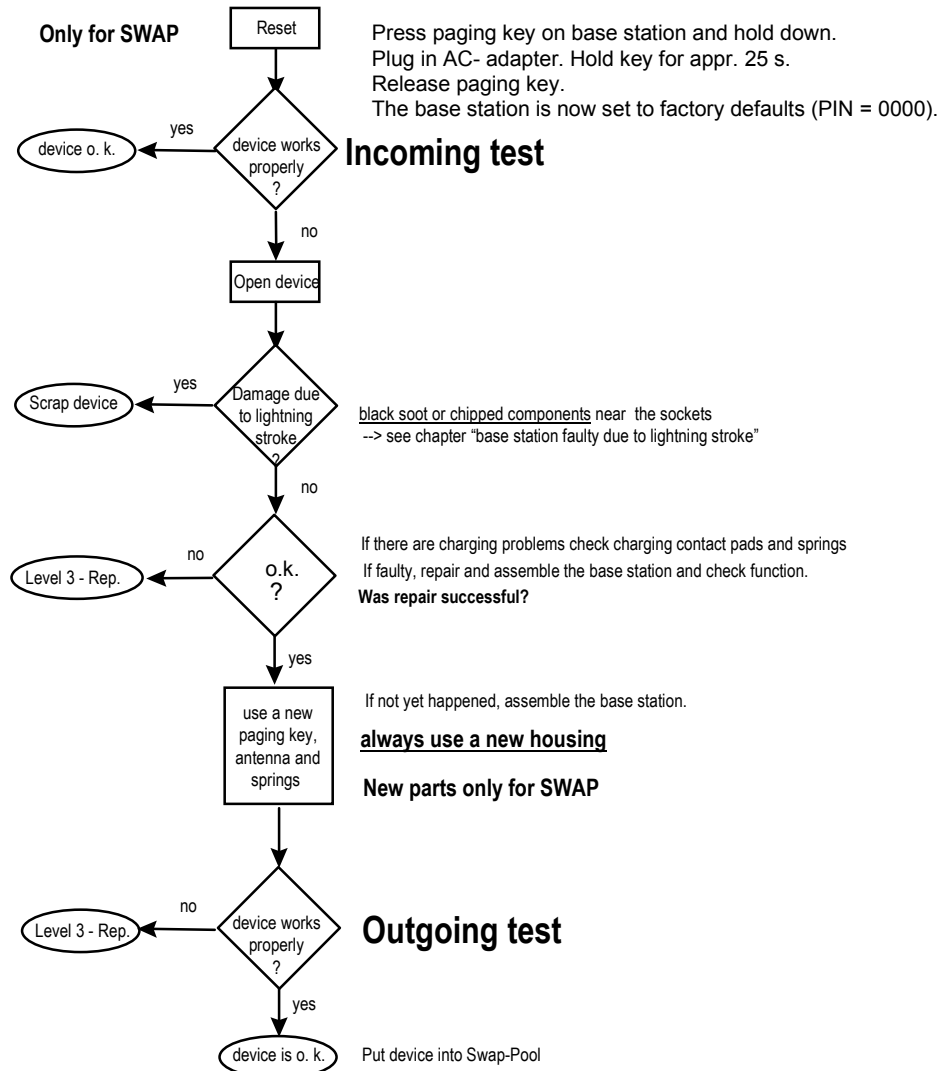 Only for SWAP
Reset
Press paging key on base station and hold down.
Plug in AC- adapter. Hold key for appr. 25 s.
Release paging key.
The base station is now set to factory defaults (PIN = 0000).
yes
device o. k.
device works
properly
?
Incoming test
no
Open device
yes
Scrap device
Damage due
to lightning
stroke
?
black soot or chipped components near the sockets
--> see chapter “base station faulty due to lightning stroke”
no
no
Level 3 - Rep.
o.k.
?
If there are charging problems check charging contact pads and springs
If faulty, repair and assemble the base station and check function.
Was repair successful?
yes
use a new
paging key,
antenna and
springs
If not yet happened, assemble the base station.
always use a new housing
New parts only for SWAP
no
Level 3 - Rep.
device works
properly
?
Outgoing test
yes
device is o. k.
Put device into Swap-Pool